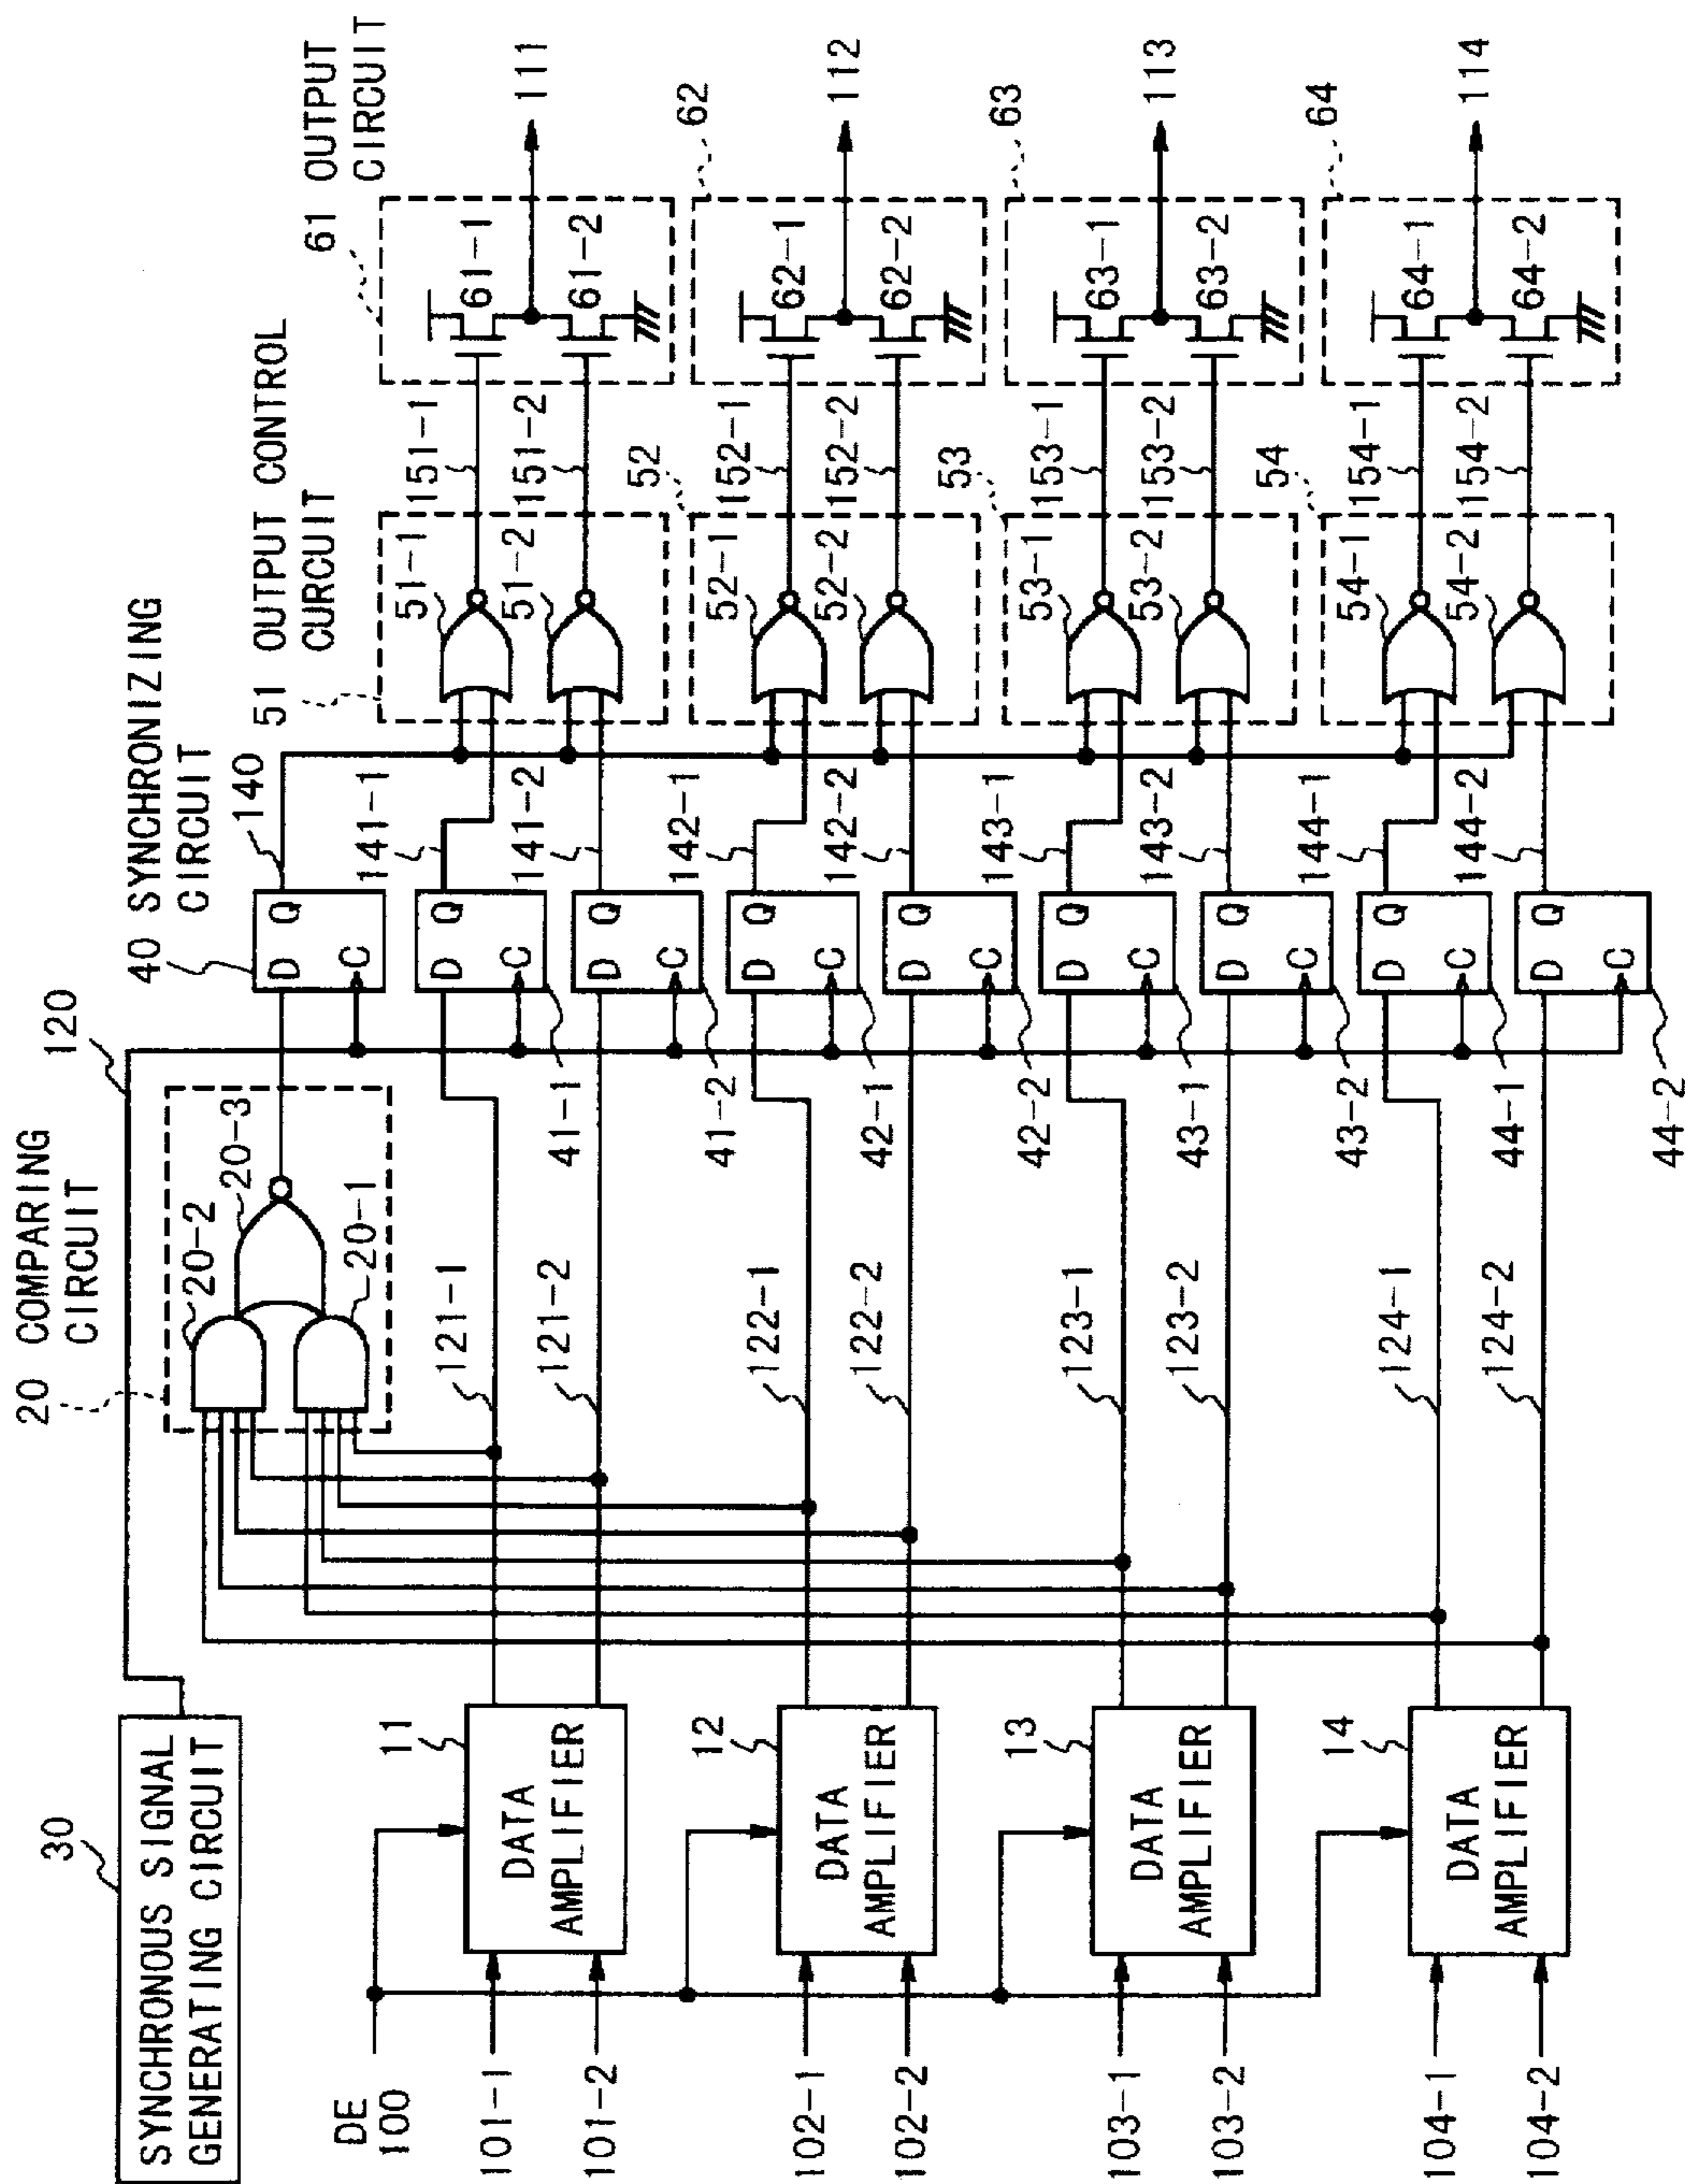 30
SYNCHRONOUS SIGNAL
GENERATING CIRCUIT
20 COMPARING
CIRCUIT
20-2
20-3
20-1
120
40 SYNCHRONIZING
CIRCUIT
140
51 OUTPUT CONTROL
CURCUIT
61 OUTPUT
CIRCUIT
DE
100
101-1
101-2
11
DATA
AMPLIFIER
121-1
121-2
D Q
C
D Q
C
41-1
D Q
C
41-2
141-1
141-2
51-1
51-2
151-1
151-2
61-1
61-2
111
102-1
102-2
12
DATA
AMPLIFIER
122-1
122-2
D Q
C
42-1
D Q
C
42-2
142-1
142-2
52
52-1
52-2
152-1
152-2
62
62-1
62-2
112
103-1
103-2
13
DATA
AMPLIFIER
123-1
123-2
D Q
C
43-1
D Q
C
43-2
143-1
143-2
53
53-1
53-2
153-1
153-2
63
63-1
63-2
113
104-1
104-2
14
DATA
AMPLIFIER
124-1
124-2
D Q
C
44-1
D Q
C
44-2
144-1
144-2
54
54-1
54-2
154-1
154-2
64
64-1
64-2
114